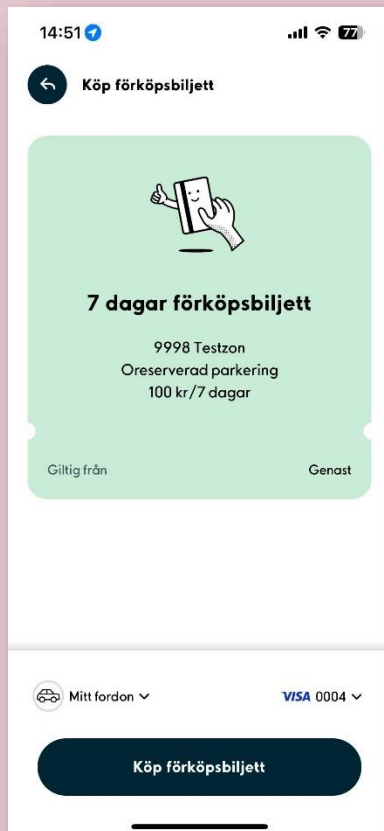 14:51
77
Köp förköpsbiljett
7 dagar förköpsbiljett
9998 Testzon
Oreserverad parkering
100 kr/7 dagar
Giltig från Genast
Mitt fordon VISA 0004
Köp förköpsbiljett